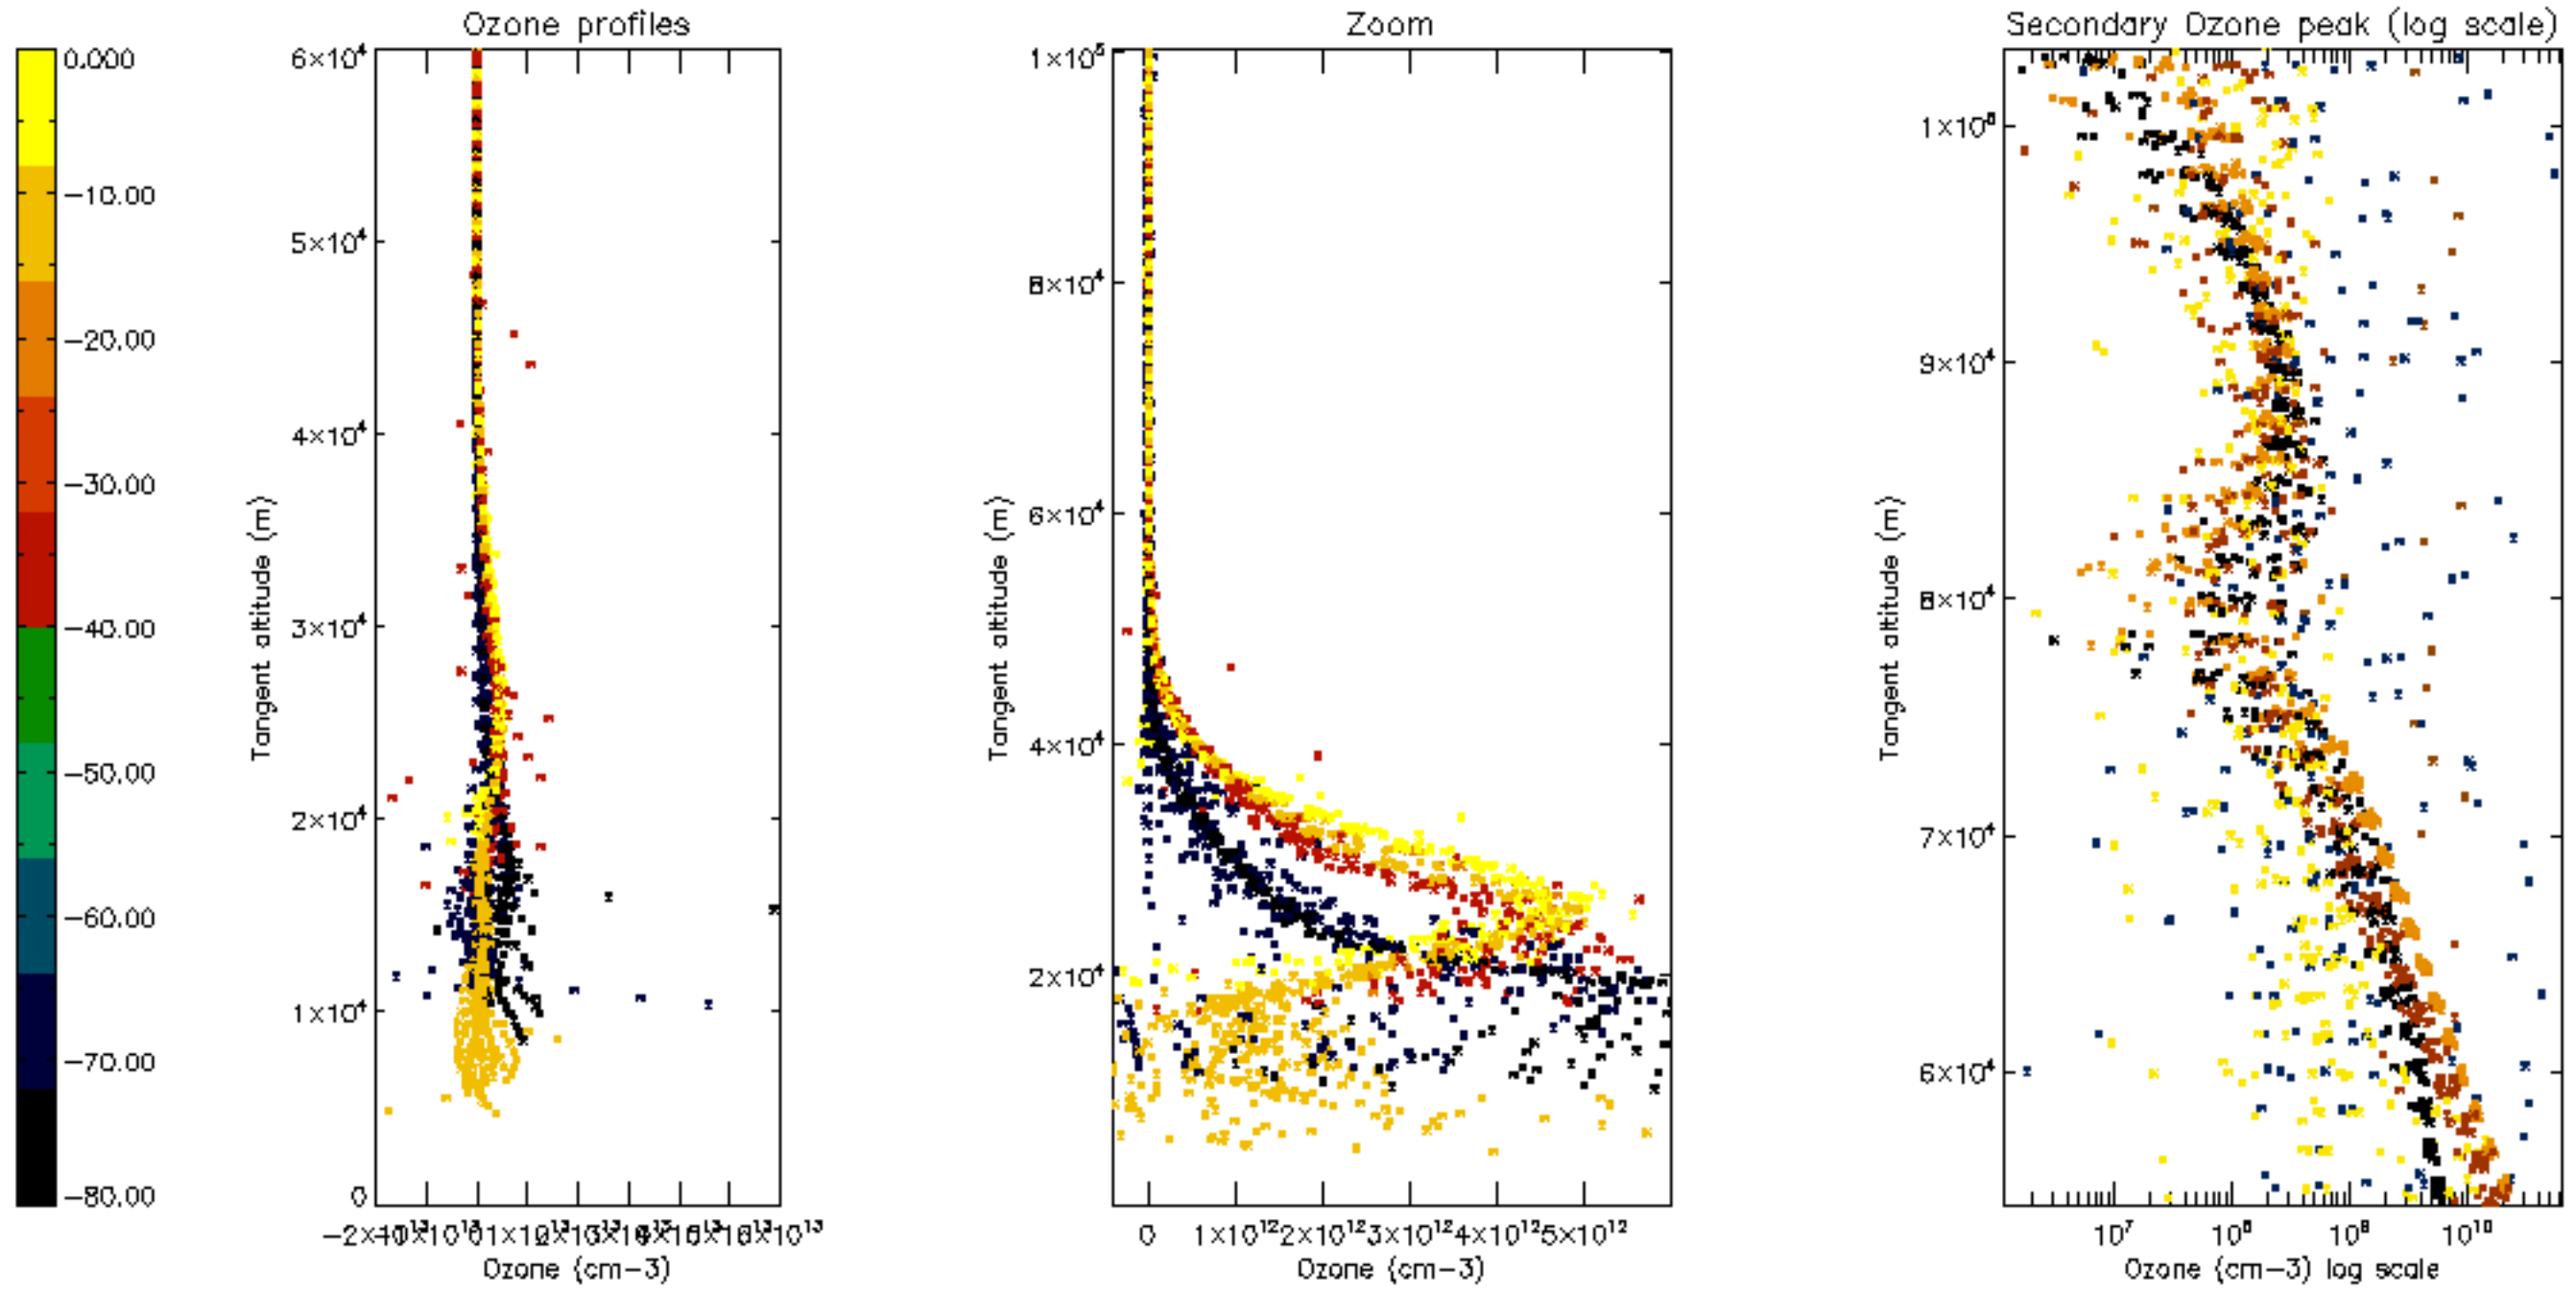 Ozone profiles
Zoom
Secondary Ozone peak (log scale)
0.000
−10.00
−20.00
−30.00
−40.00
−50.00
−60.00
−70.00
−80.00
6×10⁴
5×10⁴
4×10⁴
3×10⁴
2×10⁴
1×10⁴
0
Tangent altitude (m)
Ozone (cm−3)
1×10⁵
8×10⁴
6×10⁴
4×10⁴
2×10⁴
Tangent altitude (m)
0 1×10¹² 2×10¹² 3×10¹² 4×10¹² 5×10¹²
Ozone (cm−3)
1×10⁵
9×10⁴
8×10⁴
7×10⁴
6×10⁴
Tangent altitude (m)
10⁷ 10⁸ 10⁹ 10¹⁰
Ozone (cm−3) log scale